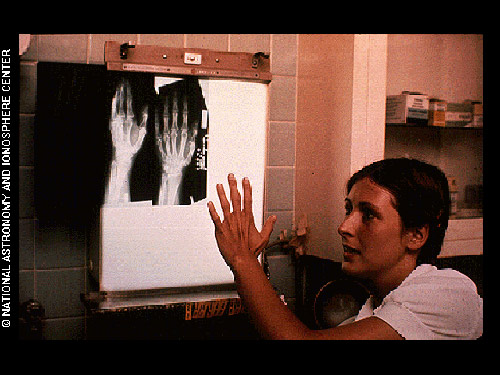 © NATIONAL ASTRONOMY AND IONOSPHERE CENTER